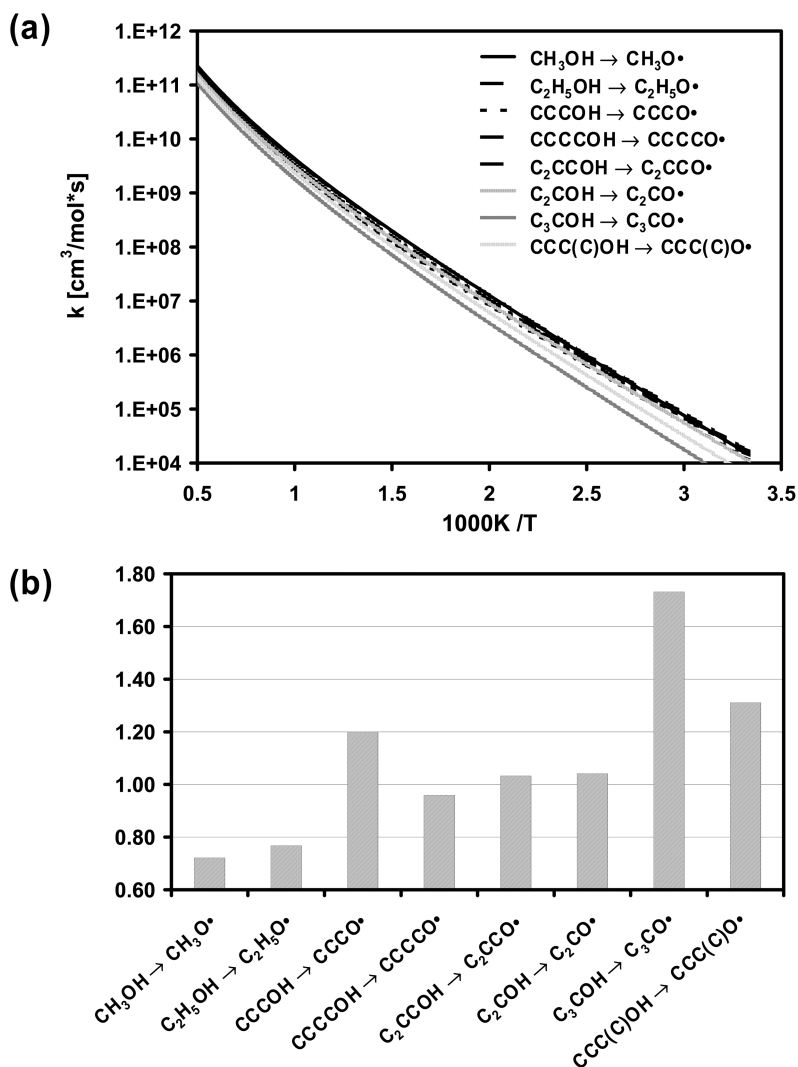 (a)
1.E+12
1.E+11
1.E+10
1.E+09
1.E+08
1.E+07
1.E+06
1.E+05
1.E+04
k [cm³/mol*s]
0.5 1 1.5 2 2.5 3 3.5
1000K /T
CH₃OH → CH₃O•
C₂H₅OH → C₂H₅O•
CCCOH → CCCO•
CCCCOH → CCCCO•
C₂CCOH → C₂CCO•
C₂COH → C₂CO•
C₃COH → C₃CO•
CCC(C)OH → CCC(C)O•
(b)
1.80
1.60
1.40
1.20
1.00
0.80
0.60
CH₃OH → CH₃O•
C₂H₅OH → C₂H₅O•
CCCOH → CCCO•
CCCCOH → CCCCO•
C₂CCOH → C₂CCO•
C₂COH → C₂CO•
C₃COH → C₃CO•
CCC(C)OH → CCC(C)O•